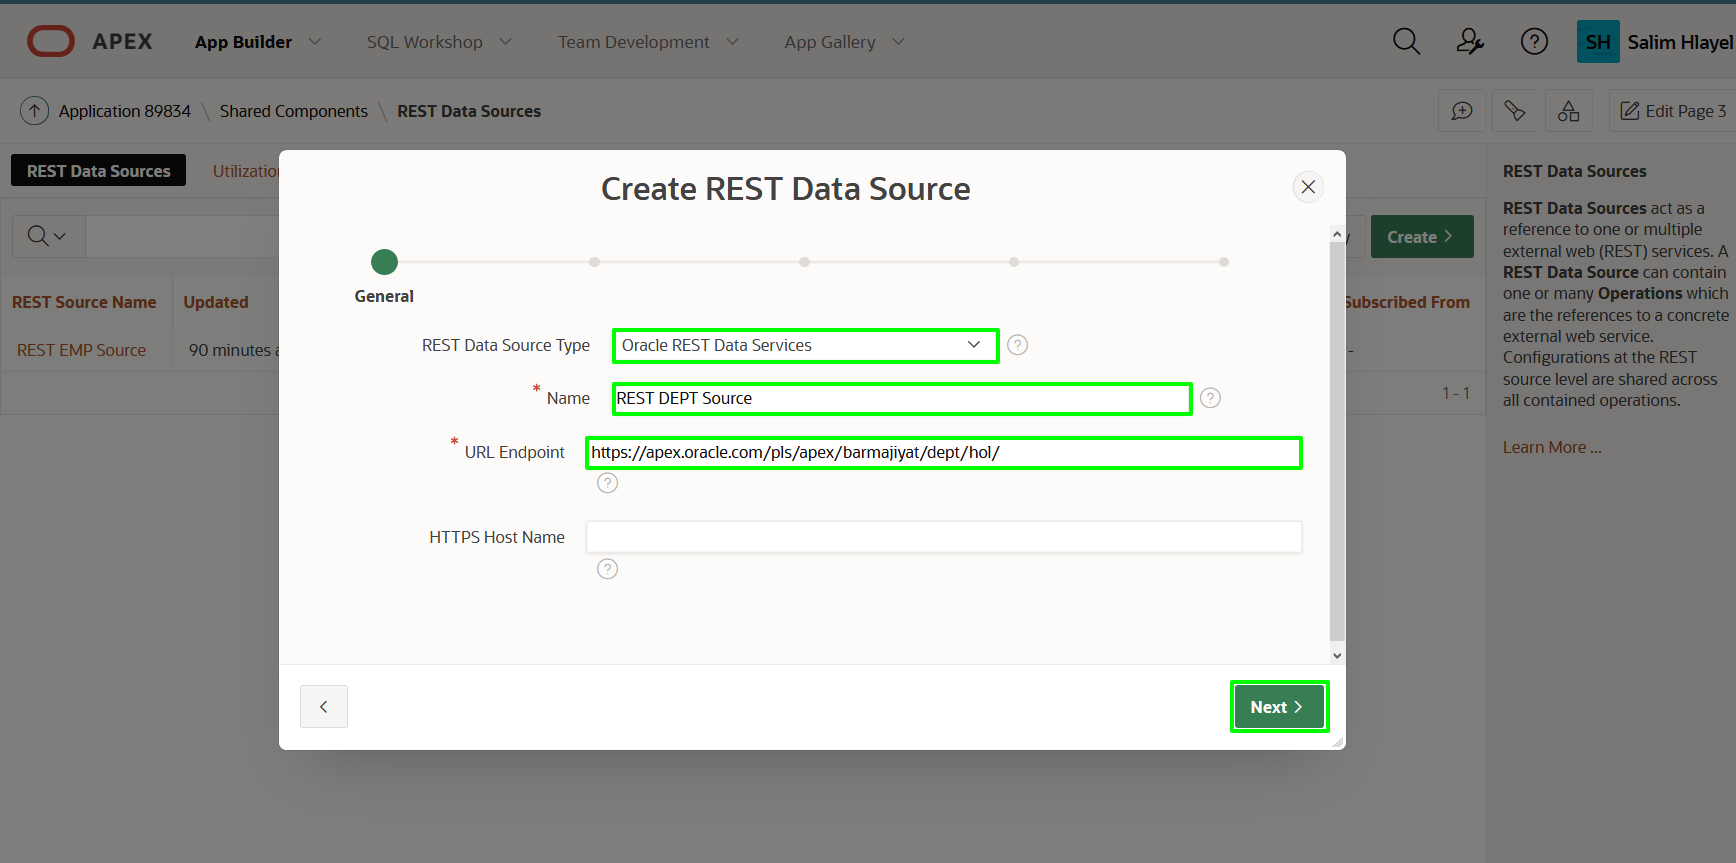 APEX
App Builder
SQL Workshop
Team Development
App Gallery
SH
Salim Hlayel
Application 89834 \ Shared Components \ REST Data Sources
Edit Page 3
REST Data Sources
Utilization
Create
REST Source Name
Updated
Subscribed From
REST EMP Source
90 minutes a
-
1 - 1
Create REST Data Source
General
REST Data Source Type
Oracle REST Data Services
?
* Name
REST DEPT Source
?
* URL Endpoint
https://apex.oracle.com/pls/apex/barmajiyat/dept/hol/
?
HTTPS Host Name
?
Next
REST Data Sources
REST Data Sources act as a
reference to one or multiple
external web (REST) services. A
REST Data Source can contain
one or many Operations which
are the references to a concrete
external web service.
Configurations at the REST
source level are shared across
all contained operations.
Learn More ...